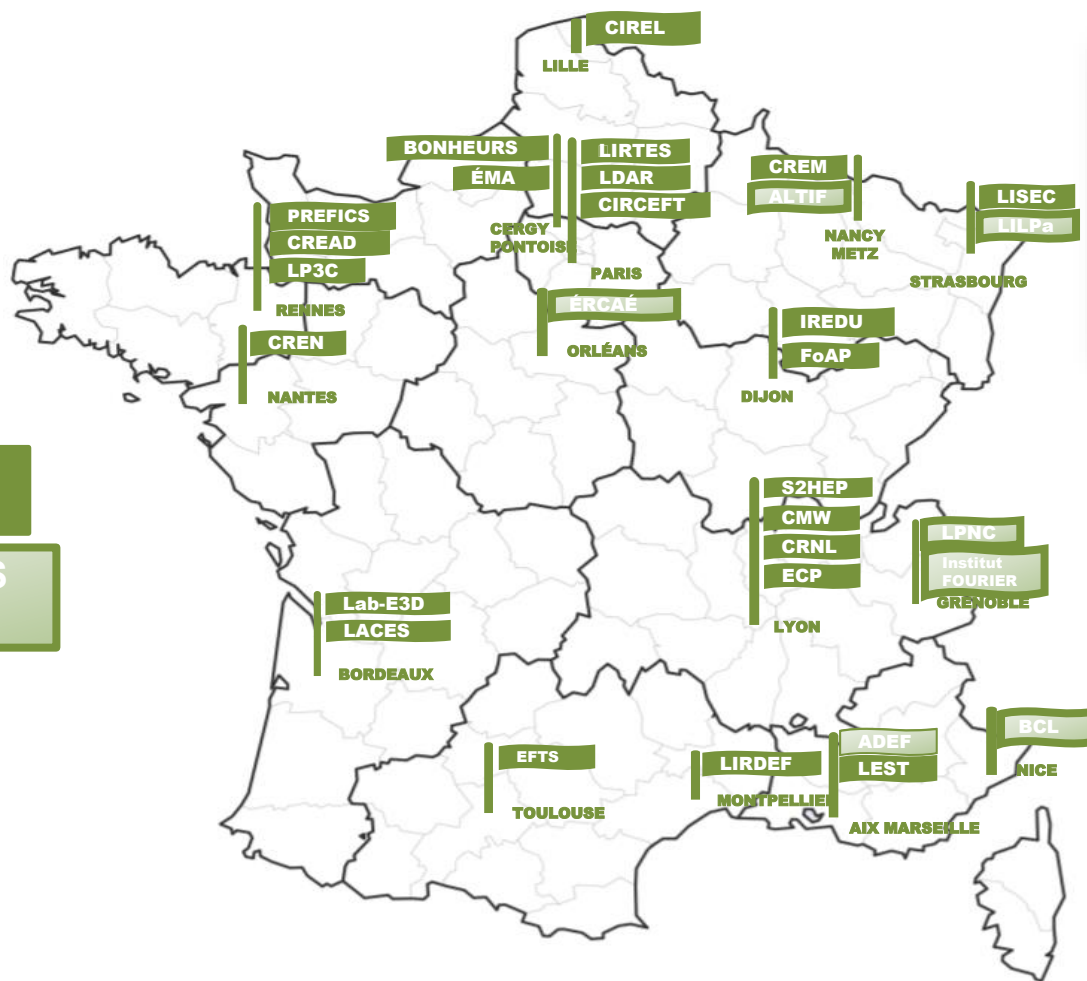 CIREL
LILLE
BONHEURS
ÉMA
CERGY
PONTOISE
LIRTES
LDAR
CIRCEFT
PARIS
CREM
ALTIF
NANCY
METZ
LISEC
LILPa
STRASBOURG
PREFICS
CREAD
LP3C
RENNES
ÉRCAÉ
ORLÉANS
IREDU
FoAP
DIJON
CREN
NANTES
S2HEP
CMW
CRNL
ECP
LYON
LPNC
Institut
FOURIER
GRENOBLE
S
Lab-E3D
LACES
BORDEAUX
EFTS
TOULOUSE
LIRDEF
MONTPELLIER
ADEF
LEST
AIX MARSEILLE
BCL
NICE